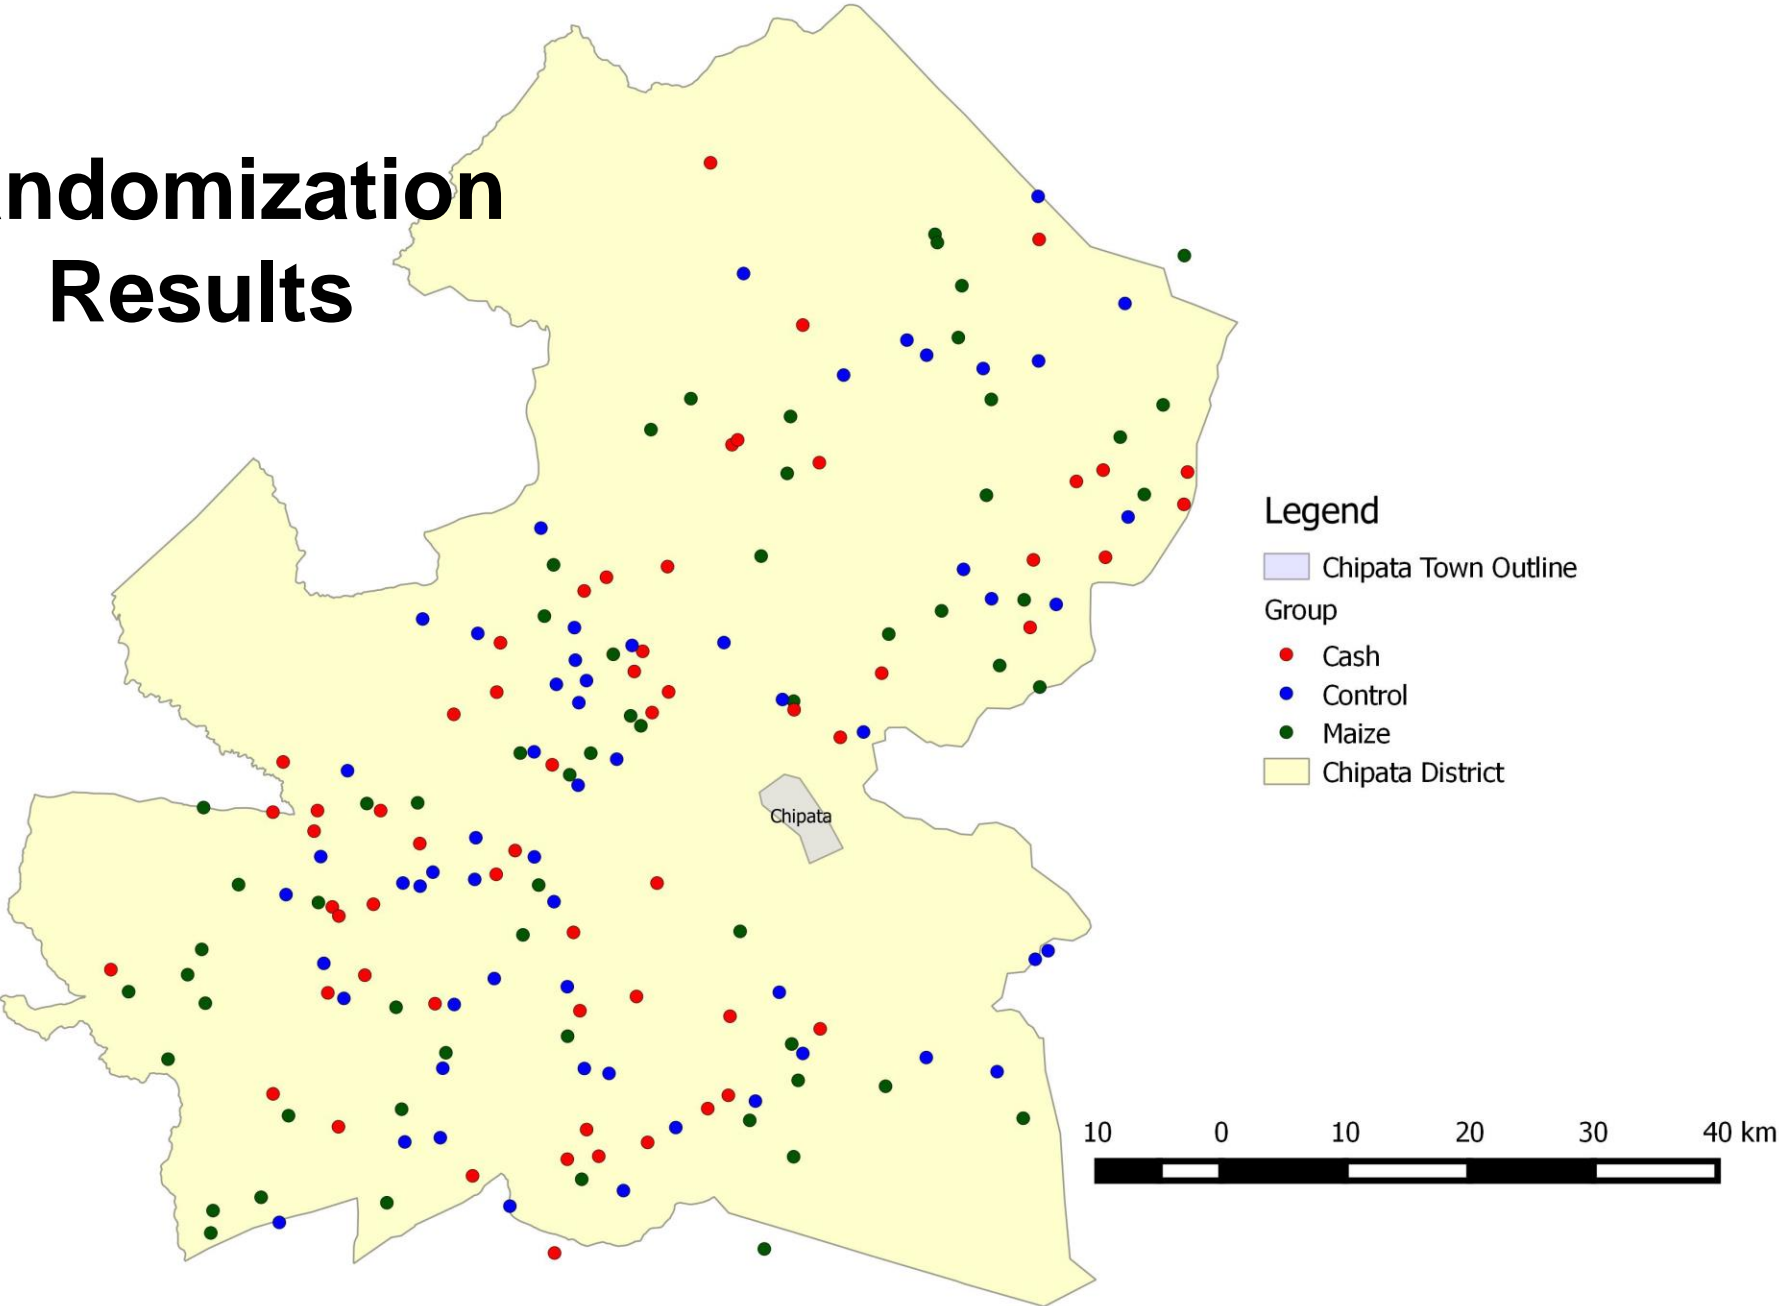 ndomization
Results
Legend
Chipata Town Outline
Group
Cash
Control
Maize
Chipata District
Chipata
10 0 10 20 30 40 km